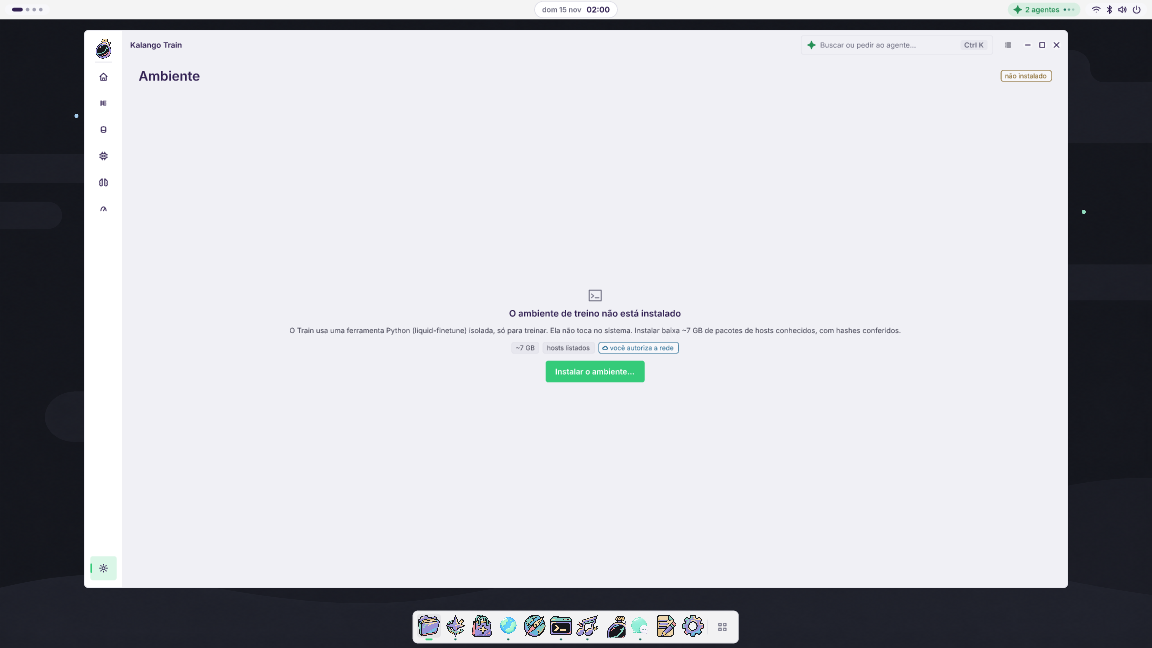 dom 15 nov 02:00
2 agentes
Kalango Train
Buscar ou pedir ao agente...
Ctrl K
Ambiente
não instalado
O ambiente de treino não está instalado
O Train usa uma ferramenta Python (liquid-finetune) isolada, só para treinar. Ela não toca no sistema. Instalar baixa ~7 GB de pacotes de hosts conhecidos, com hashes conferidos.
~7 GB
hosts listados
você autoriza a rede
Instalar o ambiente...